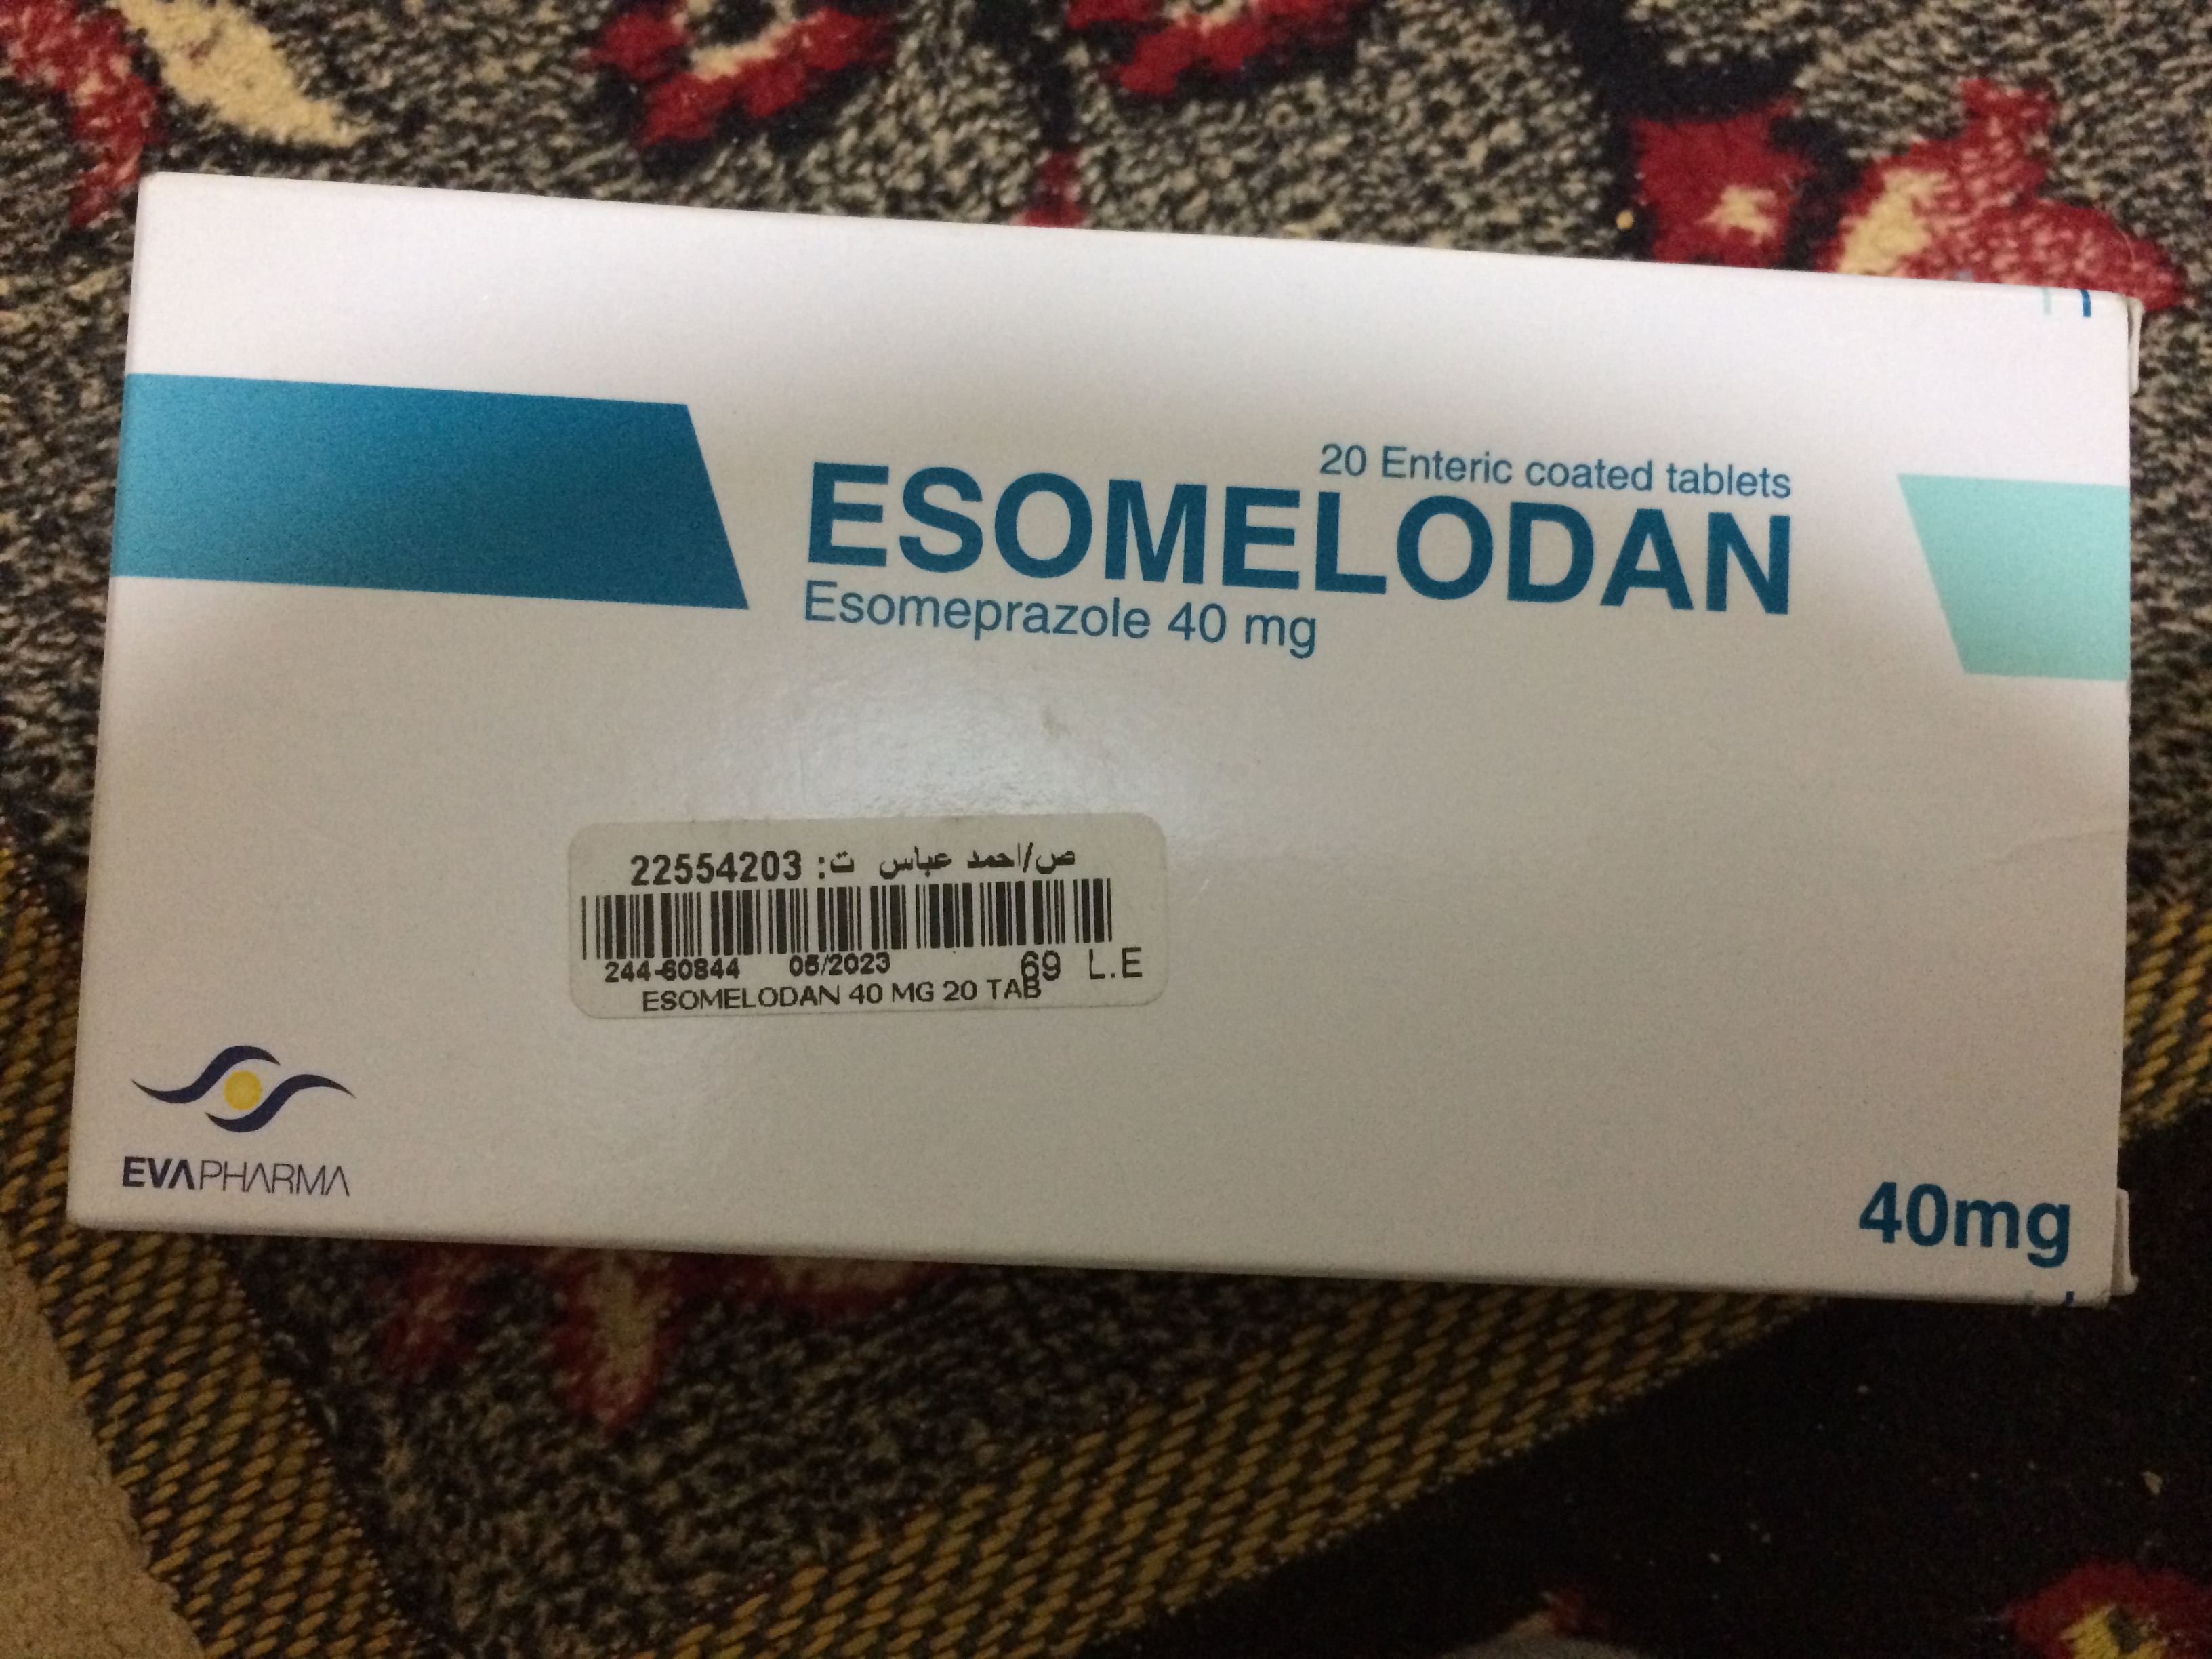 20 Enteric coated tablets
ESOMELODAN
Esomeprazole 40 mg
ص/احمد عباس ت: 22554203
244-60844 06/2023 69 L.E
ESOMELODAN 40 MG 20 TAB
EVAPHARMA
40mg